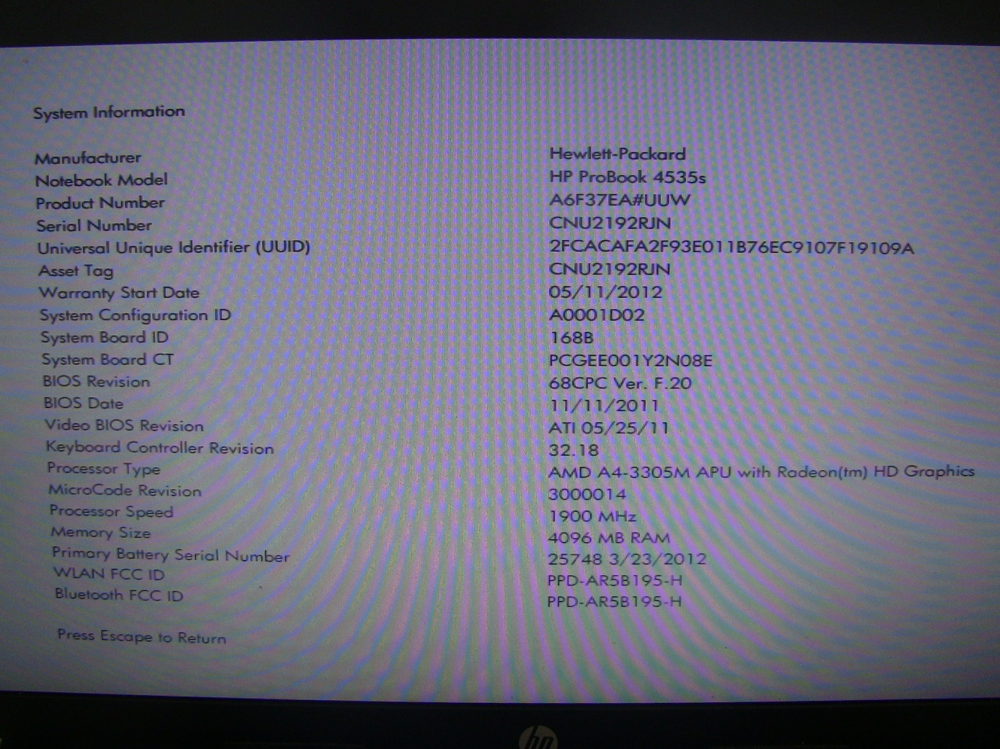 System Information
Manufacturer Hewlett-Packard
Notebook Model HP ProBook 4535s
Product Number A6F37EA#UUW
Serial Number CNU2192RJN
Universal Unique Identifier (UUID) 2FCACAFA2F93E011B76EC9107F19109A
Asset Tag CNU2192RJN
Warranty Start Date 05/11/2012
System Configuration ID A0001D02
System Board ID 168B
System Board CT PCGEE001Y2N08E
BIOS Revision 68CPC Ver. F.20
BIOS Date 11/11/2011
Video BIOS Revision ATI 05/25/11
Keyboard Controller Revision 32.18
Processor Type AMD A4-3305M APU with Radeon(tm) HD Graphics
MicroCode Revision 3000014
Processor Speed 1900 MHz
Memory Size 4096 MB RAM
Primary Battery Serial Number 25748 3/23/2012
WLAN FCC ID PPD-AR5B195-H
Bluetooth FCC ID PPD-AR5B195-H
Press Escape to Return
hp